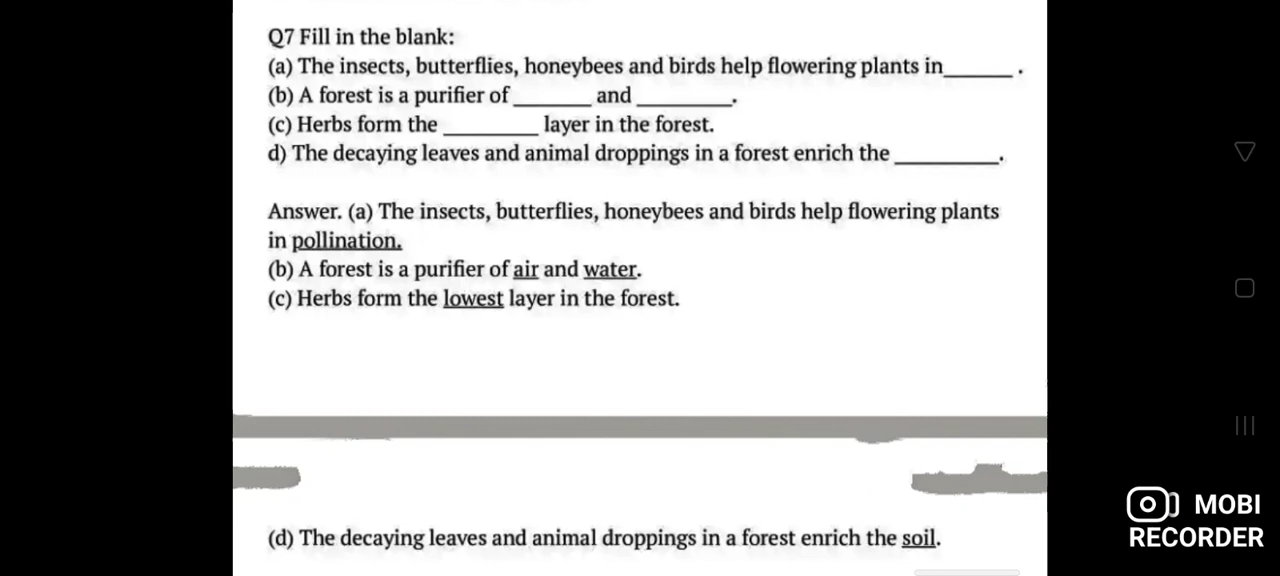 Q7 Fill in the blank:
(a) The insects, butterflies, honeybees and birds help flowering plants in______ .
(b) A forest is a purifier of _______ and _________.
(c) Herbs form the _________ layer in the forest.
d) The decaying leaves and animal droppings in a forest enrich the __________.
Answer. (a) The insects, butterflies, honeybees and birds help flowering plants
in pollination.
(b) A forest is a purifier of air and water.
(c) Herbs form the lowest layer in the forest.
(d) The decaying leaves and animal droppings in a forest enrich the soil.
MOBI
RECORDER